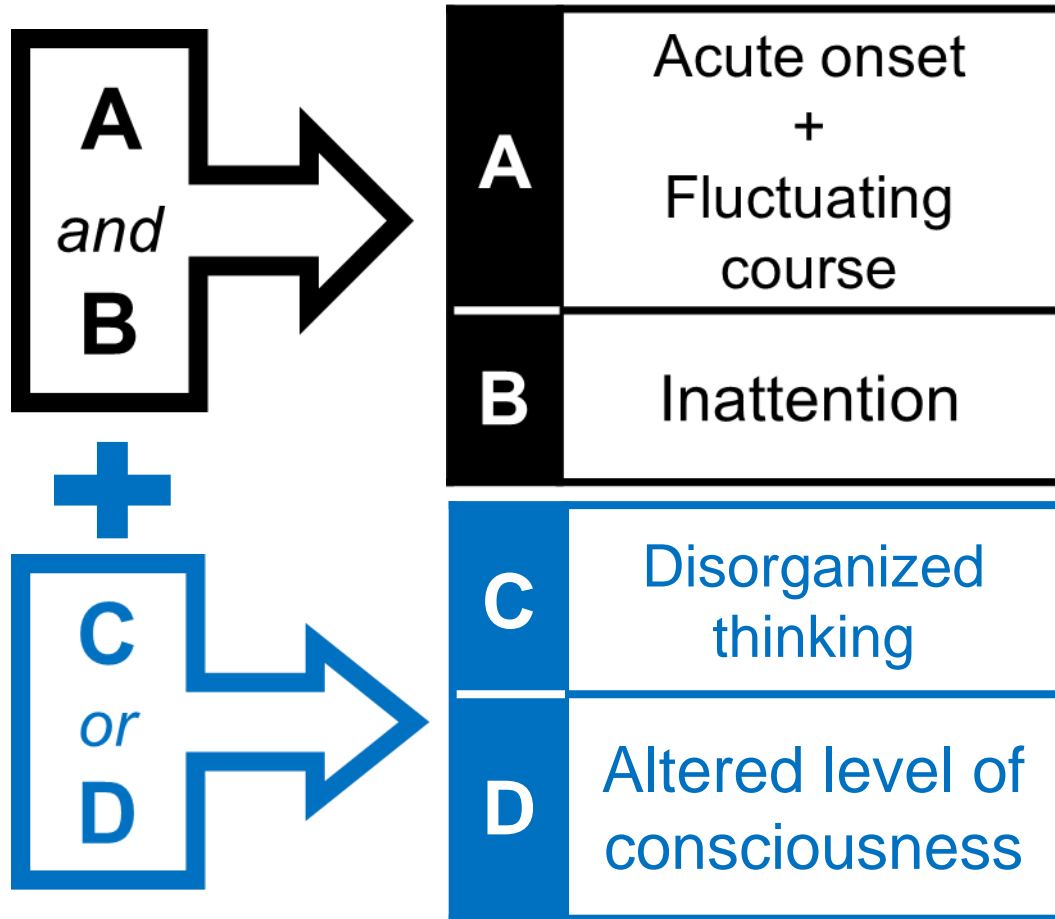 A
and
B
A
Acute onset
+
Fluctuating
course
B
Inattention
+
C
or
D
C
Disorganized
thinking
D
Altered level of
consciousness